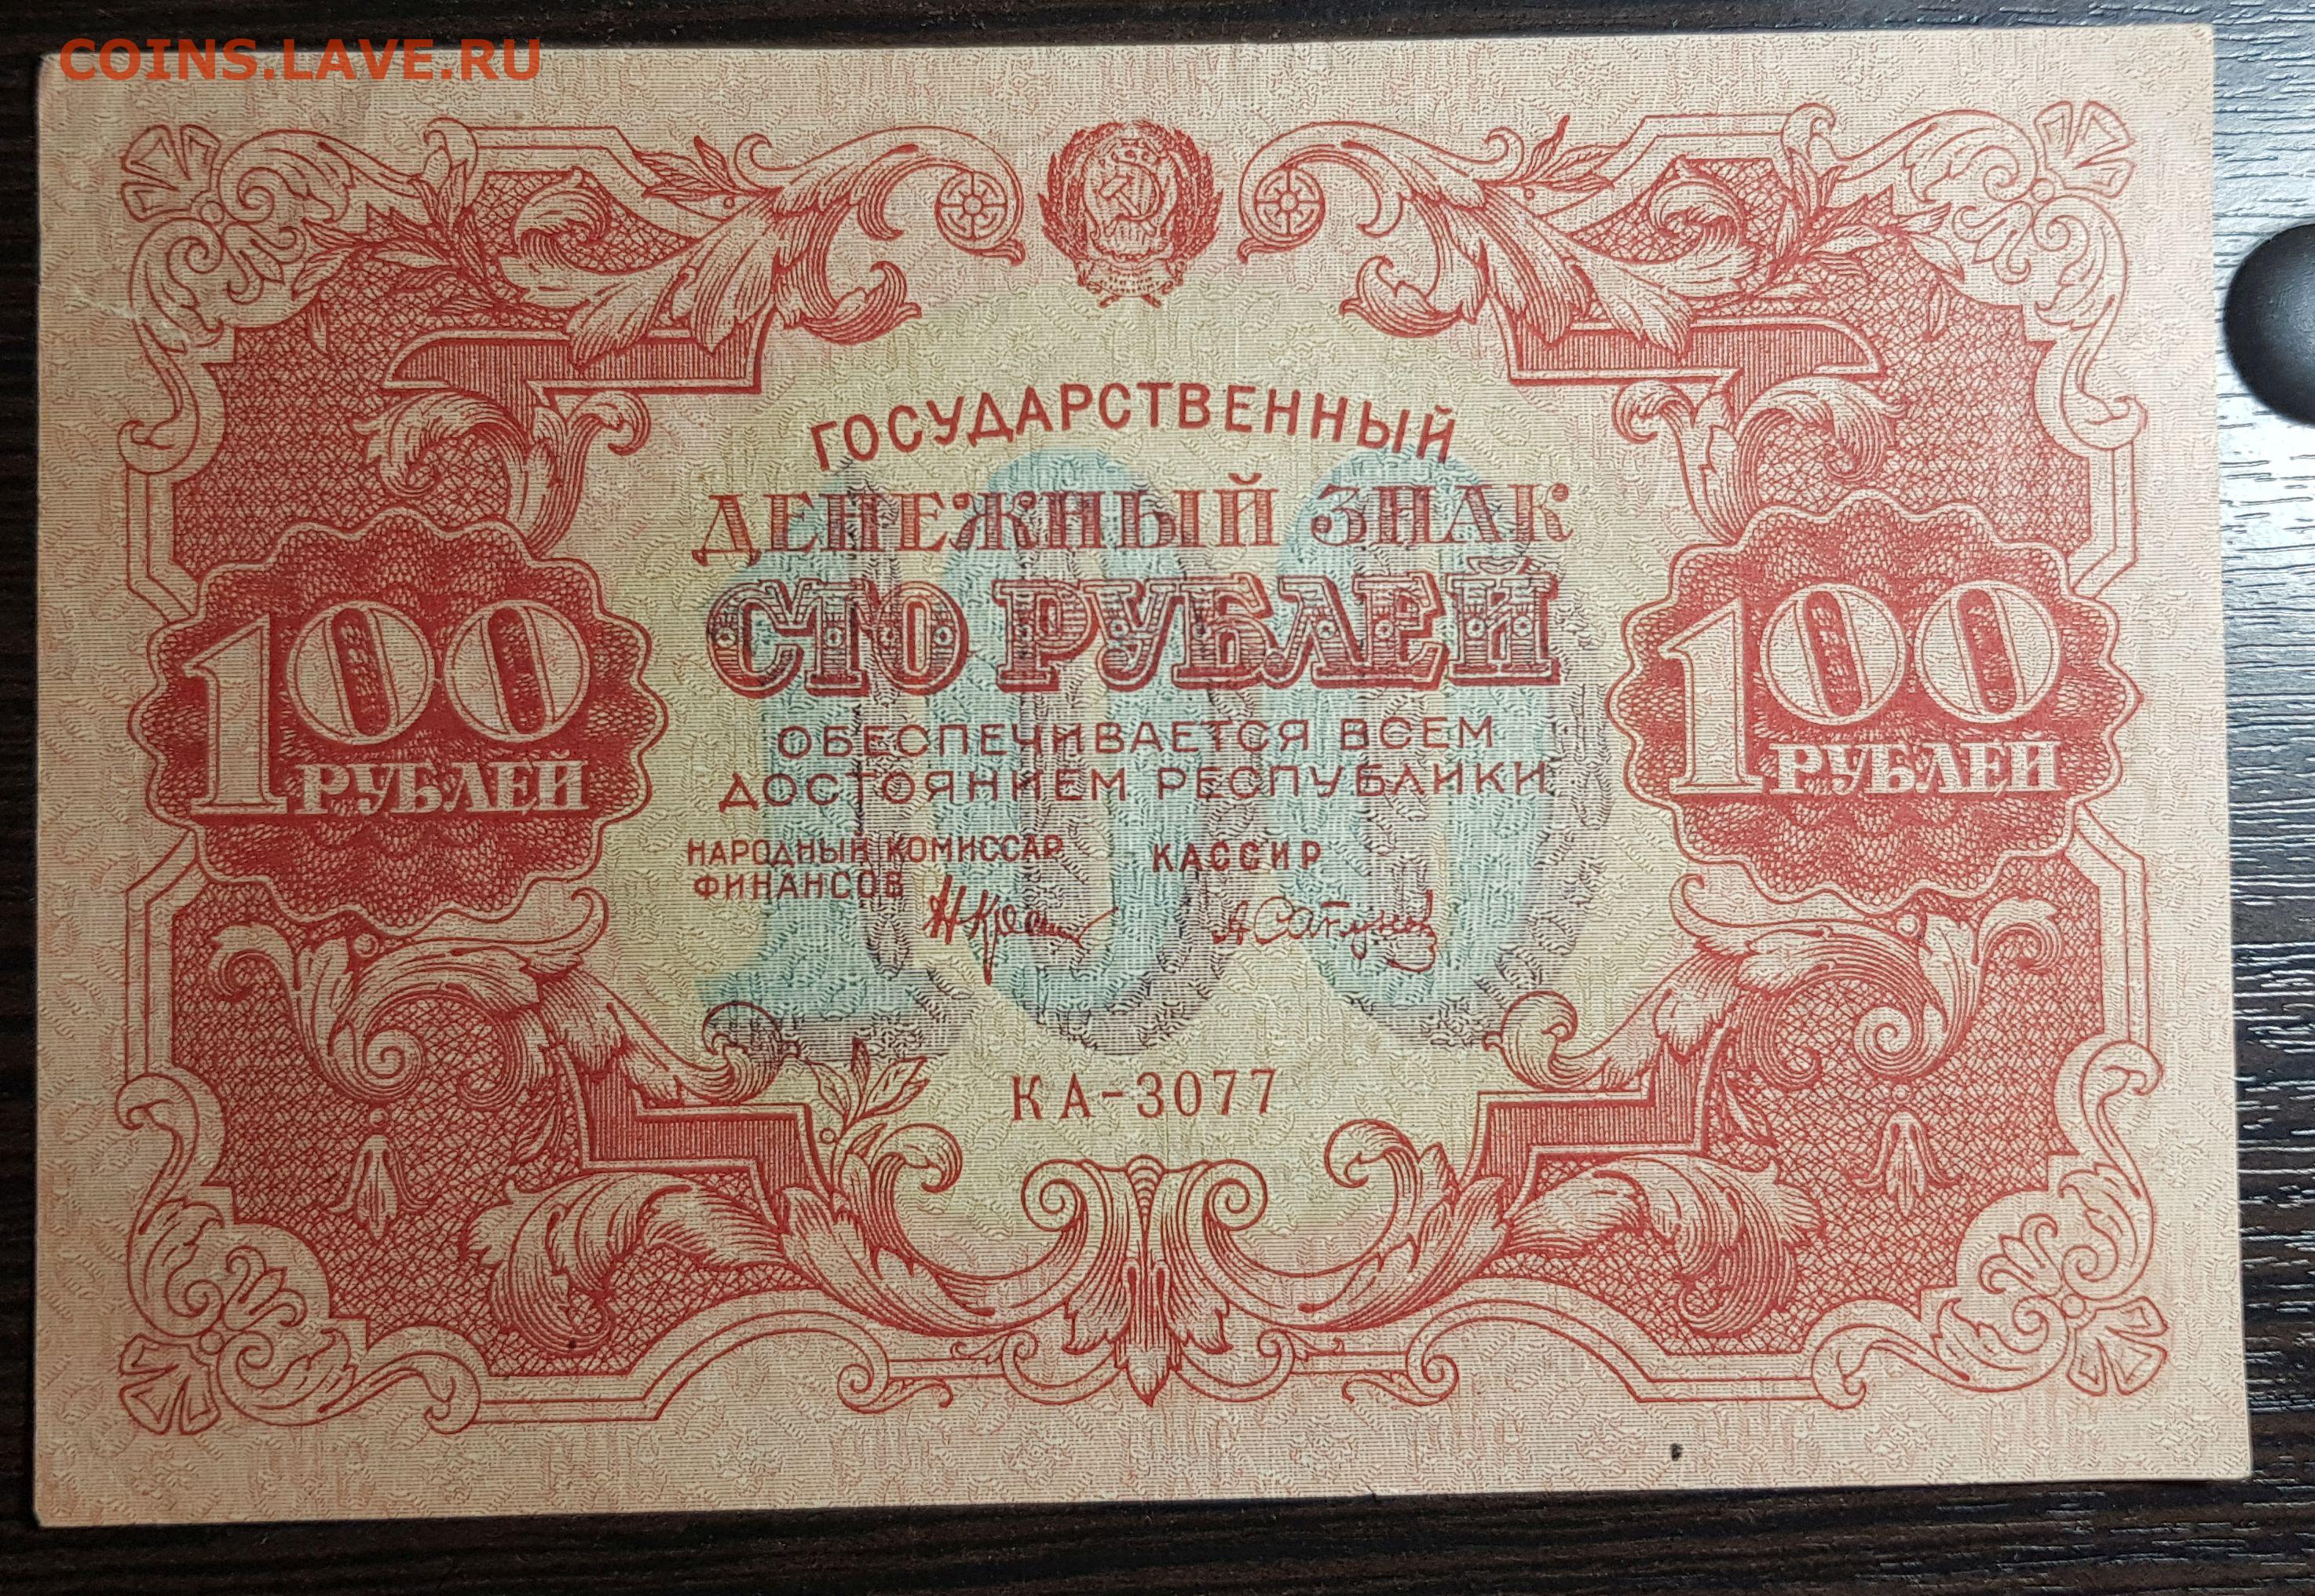 COINS.LAVE.RU
ГОСУДАРСТВЕННЫЙ
ДЕНЕЖНЫЙ ЗНАК
СТО РУБЛЕЙ
100
РУБЛЕЙ
100
РУБЛЕЙ
ОБЕСПЕЧИВАЕТСЯ ВСЕМ
ДОСТОЯНИЕМ РЕСПУБЛИКИ
100
НАРОДНЫЙ КОМИССАР
ФИНАНСОВ
КАССИР
КА-3077